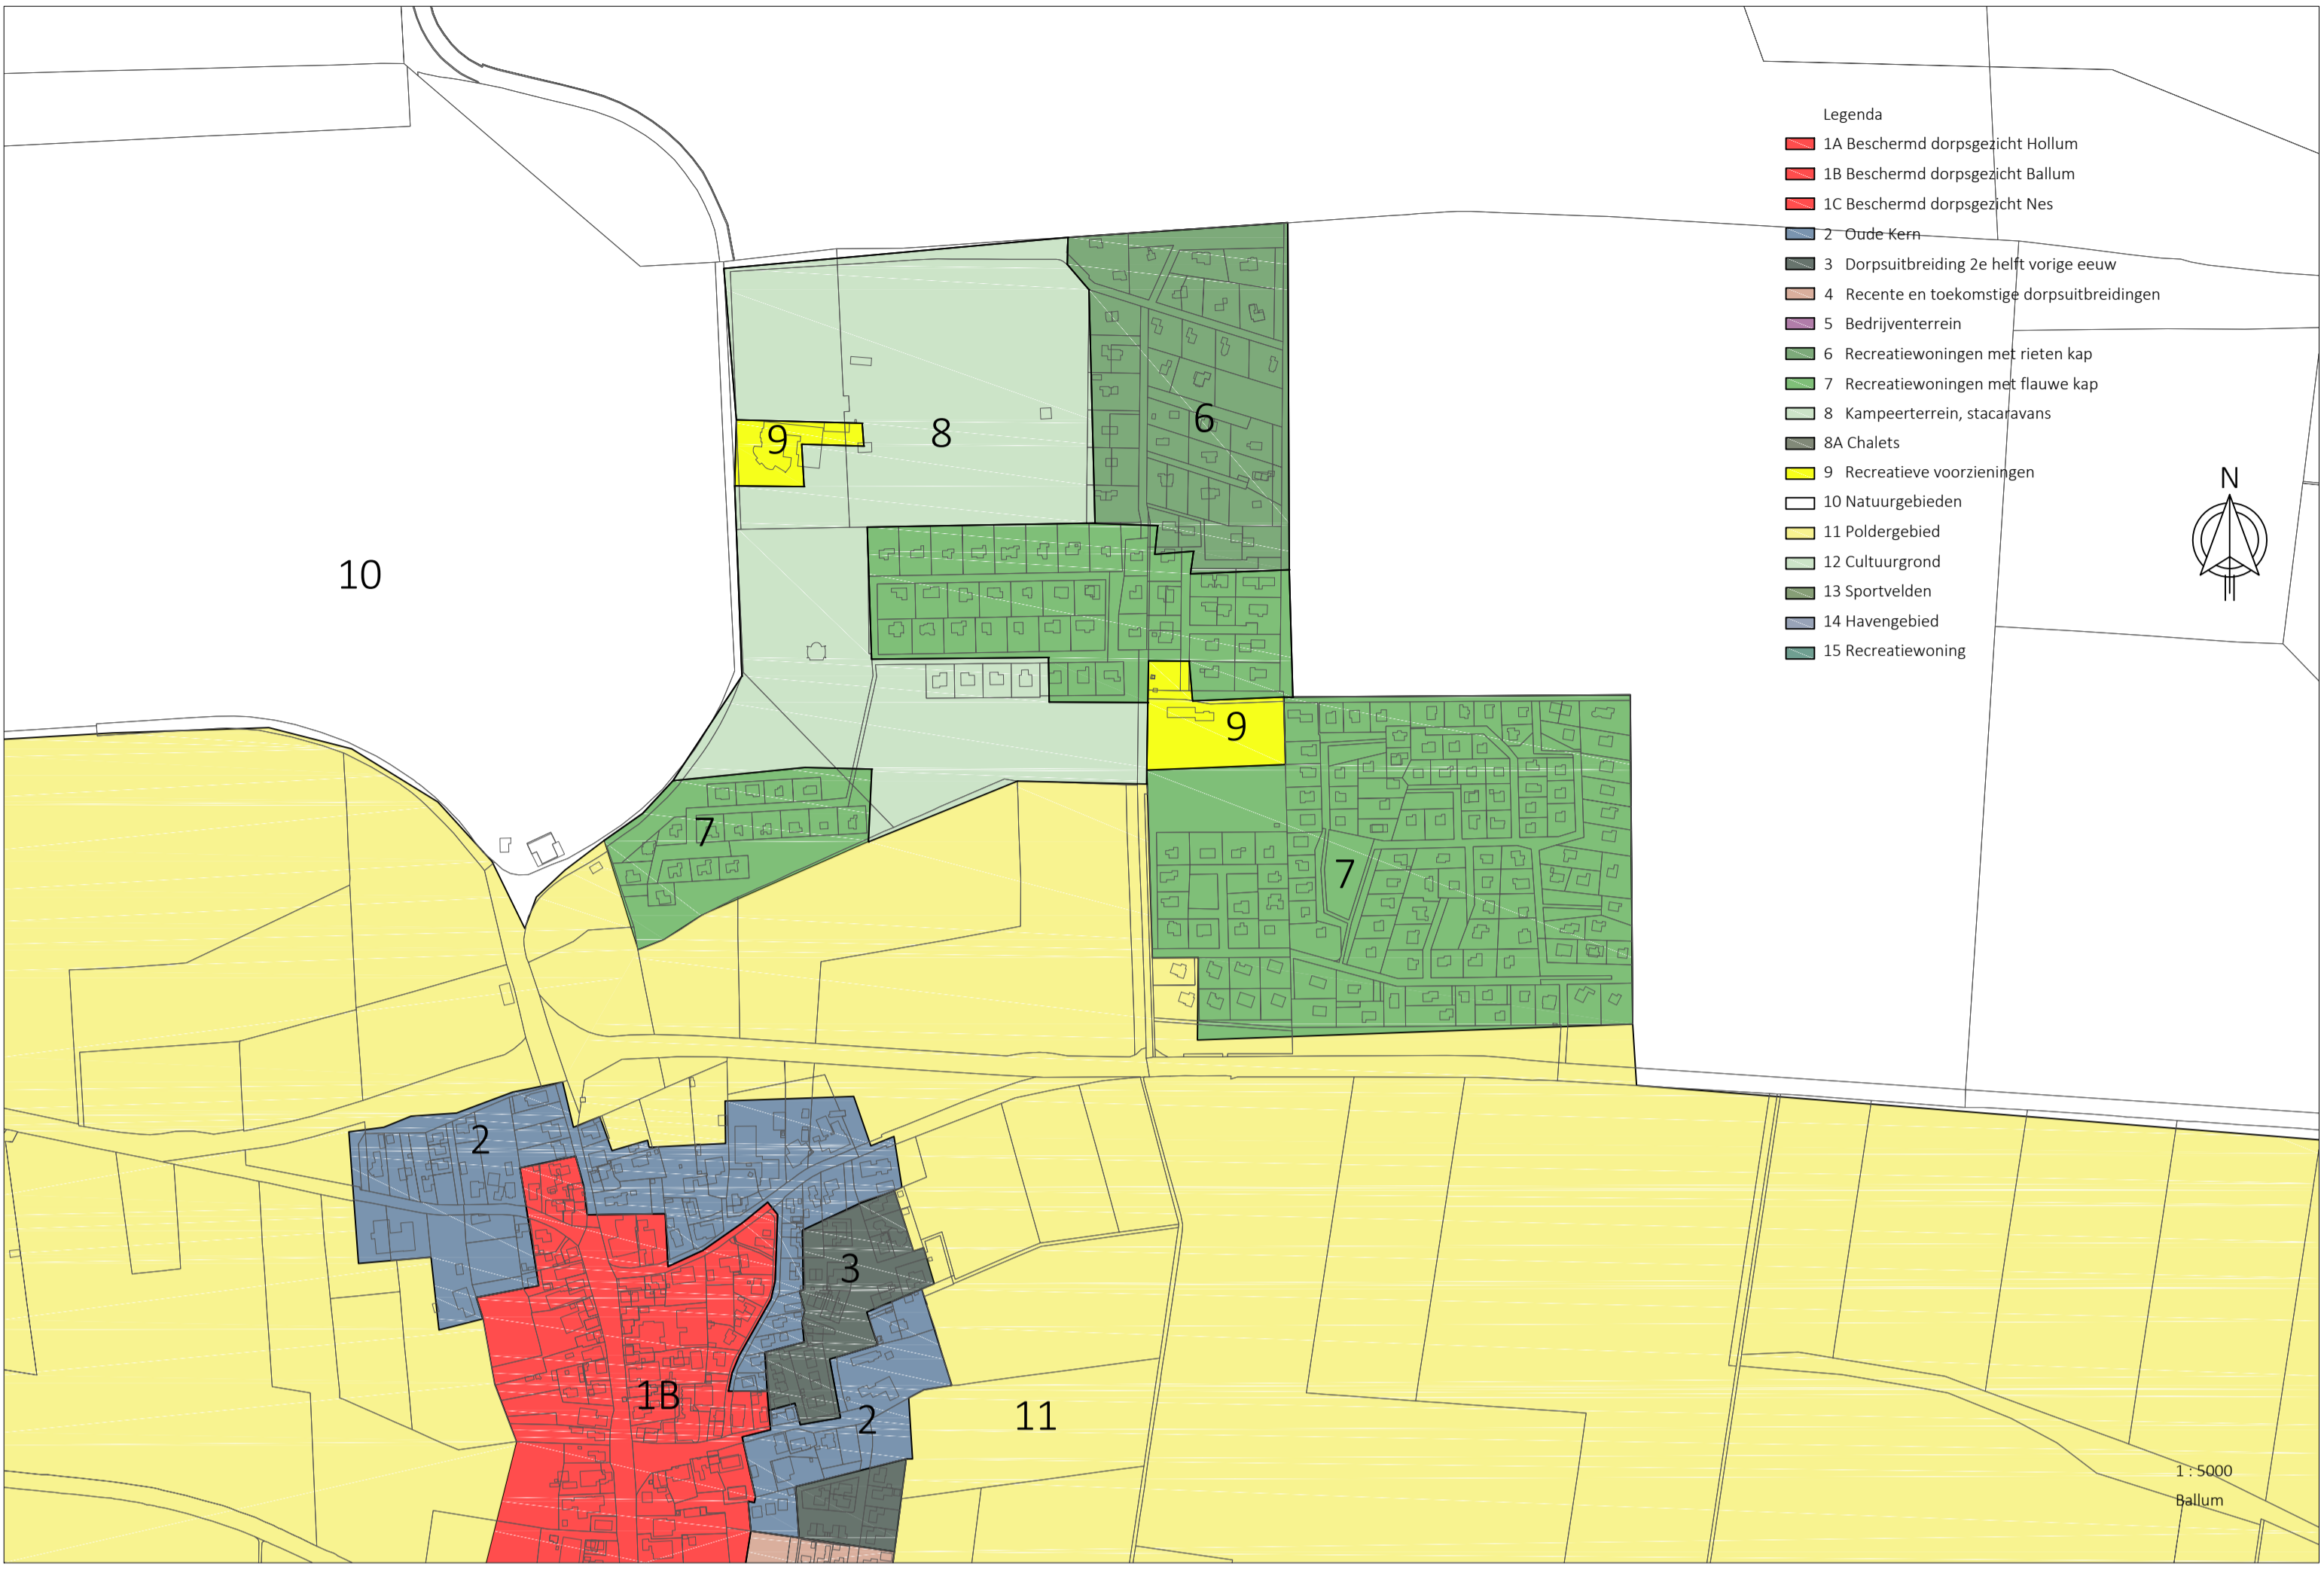 Legenda
1A Beschermd dorpsgezicht Hollum
1B Beschermd dorpsgezicht Ballum
1C Beschermd dorpsgezicht Nes
2 Oude Kern
3 Dorpsuitbreiding 2e helft vorige eeuw
4 Recente en toekomstige dorpsuitbreidingen
5 Bedrijventerrein
6 Recreatiewoningen met rieten kap
7 Recreatiewoningen met flauwe kap
8 Kampeerterrein, stacaravans
8A Chalets
9 Recreatieve voorzieningen
10 Natuurgebieden
11 Poldergebied
12 Cultuurgrond
13 Sportvelden
14 Havengebied
15 Recreatiewoning
N
6
8
9
10
9
7
7
2
3
1B
2
11
1 : 5000
Ballum